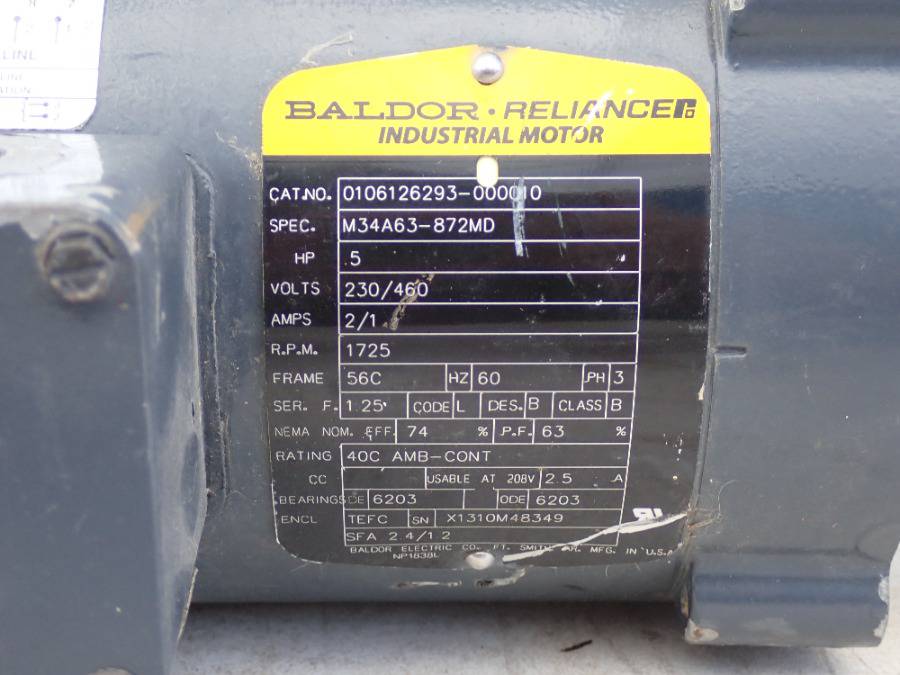 LINE
BALDOR · RELIANCE
INDUSTRIAL MOTOR
CAT.NO. 0106126293-000010
SPEC. M34A63-872MD
HP .5
VOLTS 230/460
AMPS 2/1
R.P.M. 1725
FRAME 56C HZ 60 PH 3
SER. F. 1.25 CODE L DES. B CLASS B
NEMA NOM. EFF. 74 % P.F. 63 %
RATING 40C AMB-CONT
CC USABLE AT 208V 2.5 A
BEARINGS DE 6203 ODE 6203
ENCL TEFC SN X1310M48349
SFA 2.4/1.2
BALDOR ELECTRIC CO. FT. SMITH, AR. MFG. IN U.S.A.